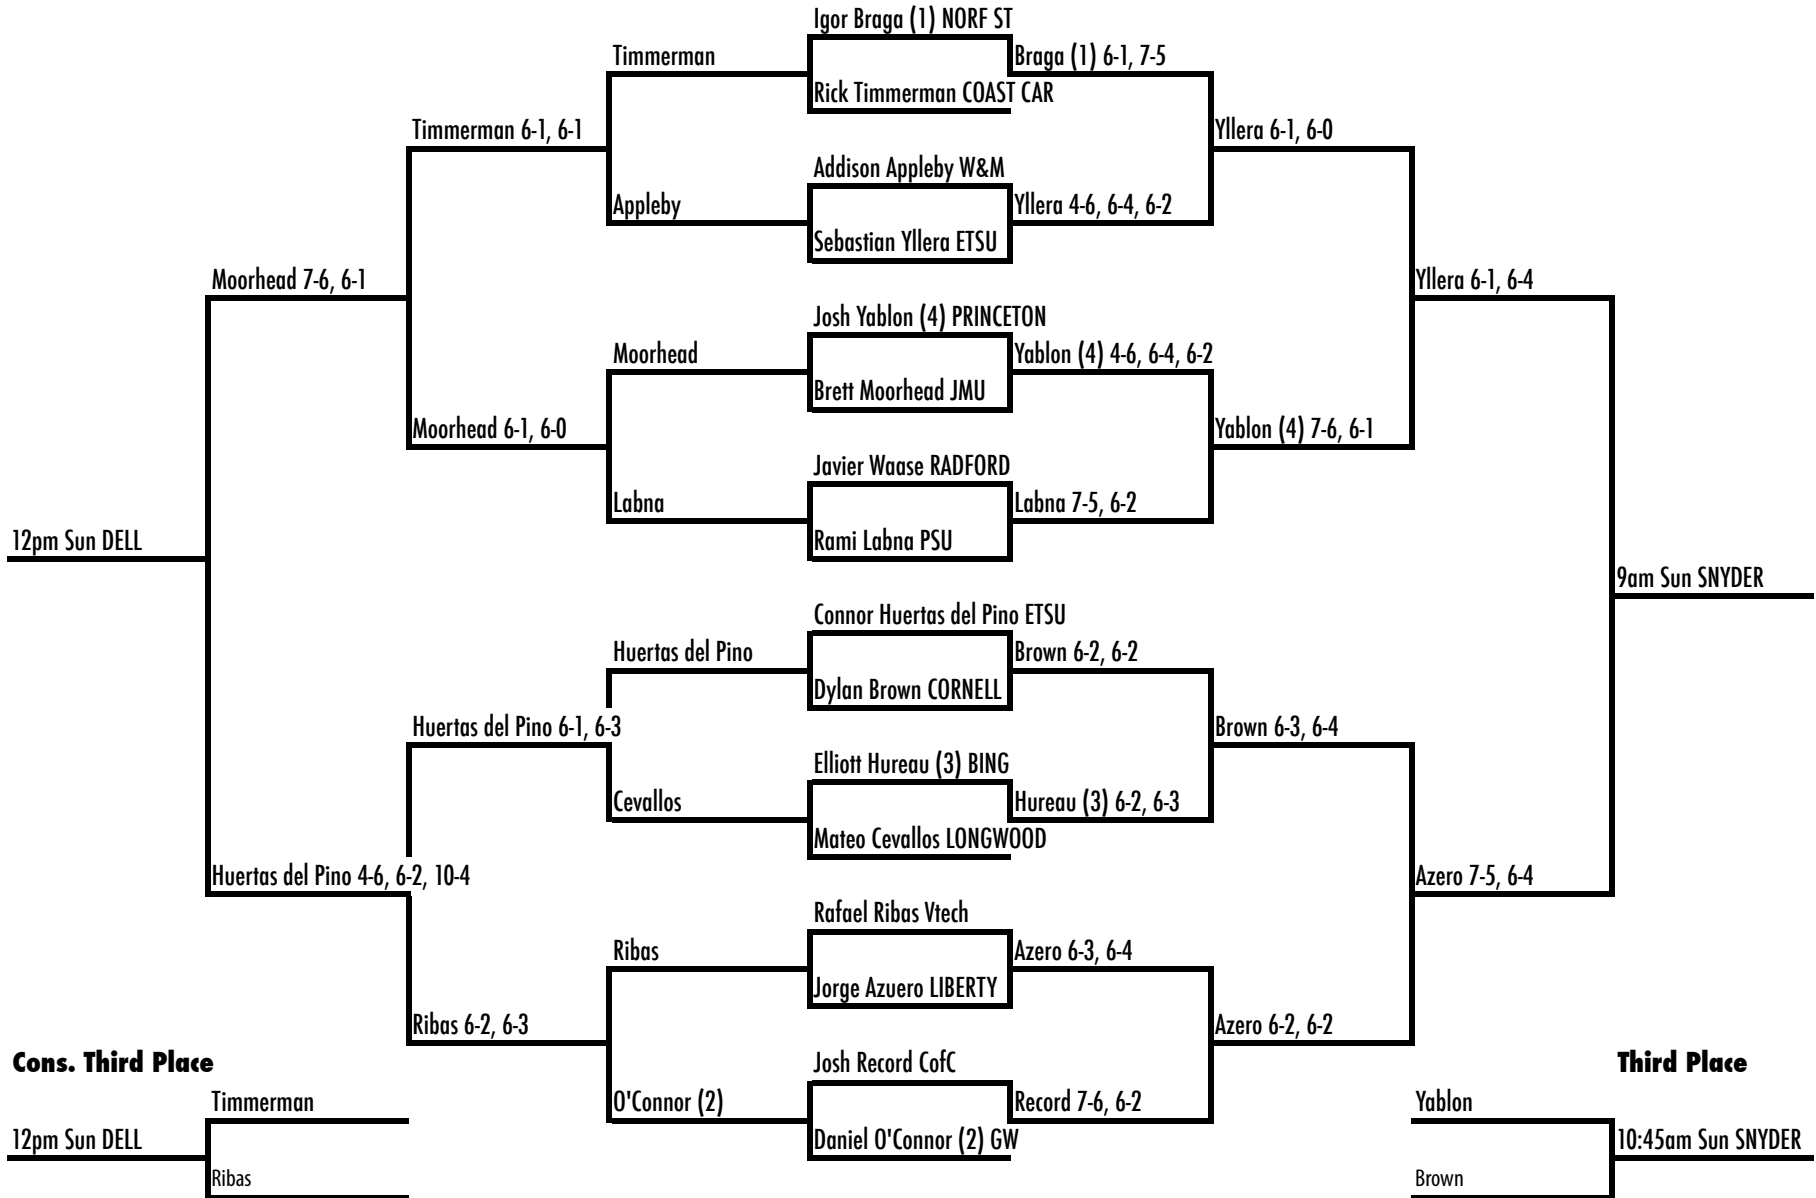 Igor Braga (1) NORF ST
Timmerman
Braga (1) 6-1, 7-5
Rick Timmerman COAST CAR
Timmerman 6-1, 6-1
Yllera 6-1, 6-0
Addison Appleby W&M
Appleby
Yllera 4-6, 6-4, 6-2
Sebastian Yllera ETSU
Moorhead 7-6, 6-1
Yllera 6-1, 6-4
Josh Yablon (4) PRINCETON
Moorhead
Yablon (4) 4-6, 6-4, 6-2
Brett Moorhead JMU
Moorhead 6-1, 6-0
Yablon (4) 7-6, 6-1
Javier Waase RADFORD
Labna
Labna 7-5, 6-2
Rami Labna PSU
12pm Sun DELL
9am Sun SNYDER
Connor Huertas del Pino ETSU
Huertas del Pino
Brown 6-2, 6-2
Dylan Brown CORNELL
Huertas del Pino 6-1, 6-3
Brown 6-3, 6-4
Elliott Hureau (3) BING
Cevallos
Hureau (3) 6-2, 6-3
Mateo Cevallos LONGWOOD
Huertas del Pino 4-6, 6-2, 10-4
Azero 7-5, 6-4
Rafael Ribas Vtech
Ribas
Azero 6-3, 6-4
Jorge Azuero LIBERTY
Ribas 6-2, 6-3
Azero 6-2, 6-2
Cons. Third Place
Josh Record CofC
Third Place
Timmerman
O'Connor (2)
Record 7-6, 6-2
Yablon
12pm Sun DELL
Daniel O'Connor (2) GW
10:45am Sun SNYDER
Ribas
Brown